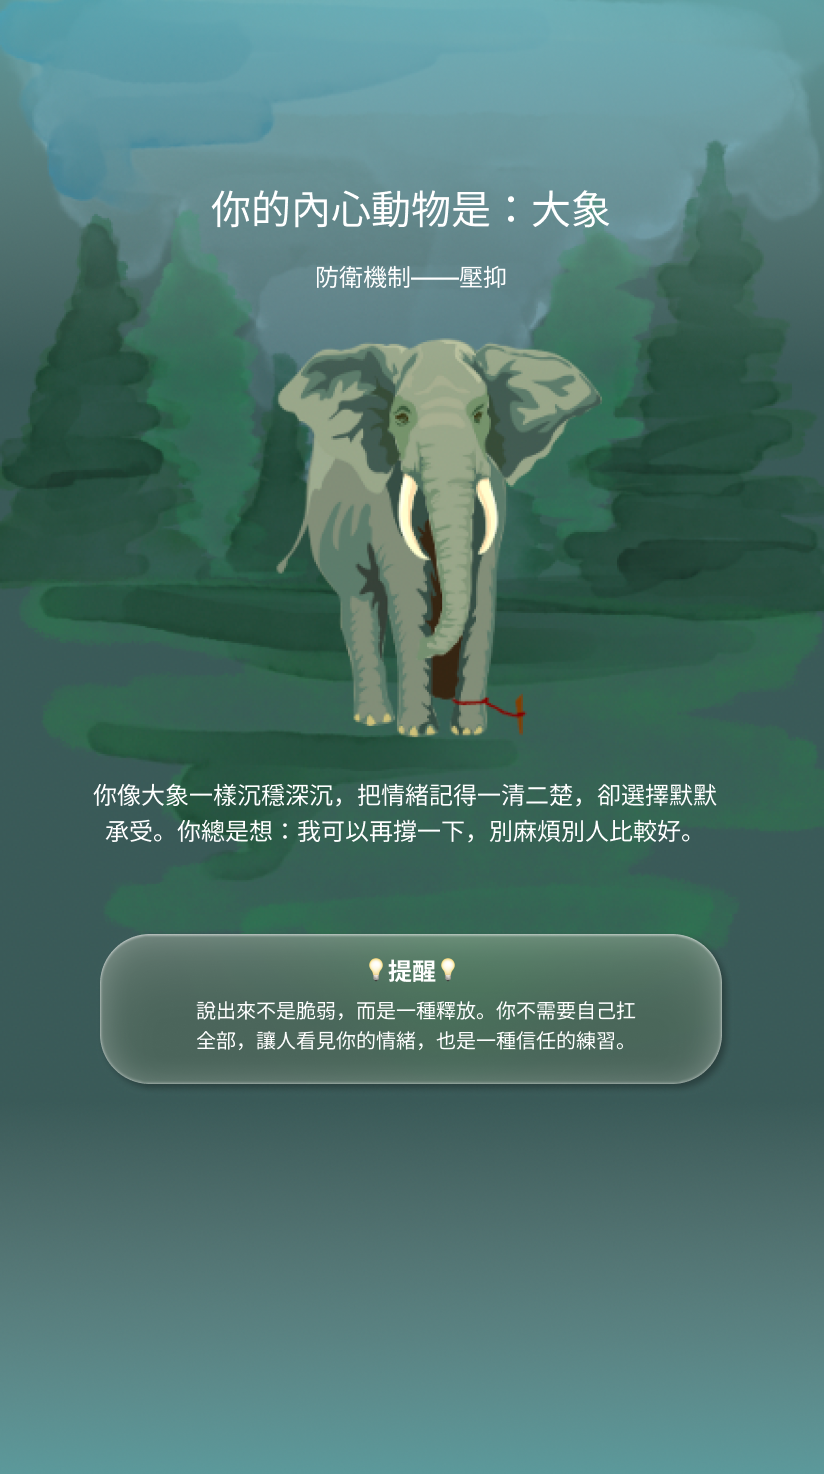 你的內心動物是：大象
防衛機制——壓抑
你像大象一樣沉穩深沉，把情緒記得一清二楚，卻選擇默默
承受。你總是想：我可以再撐一下，別麻煩別人比較好。
💡提醒💡
說出來不是脆弱，而是一種釋放。你不需要自己扛
全部，讓人看見你的情緒，也是一種信任的練習。